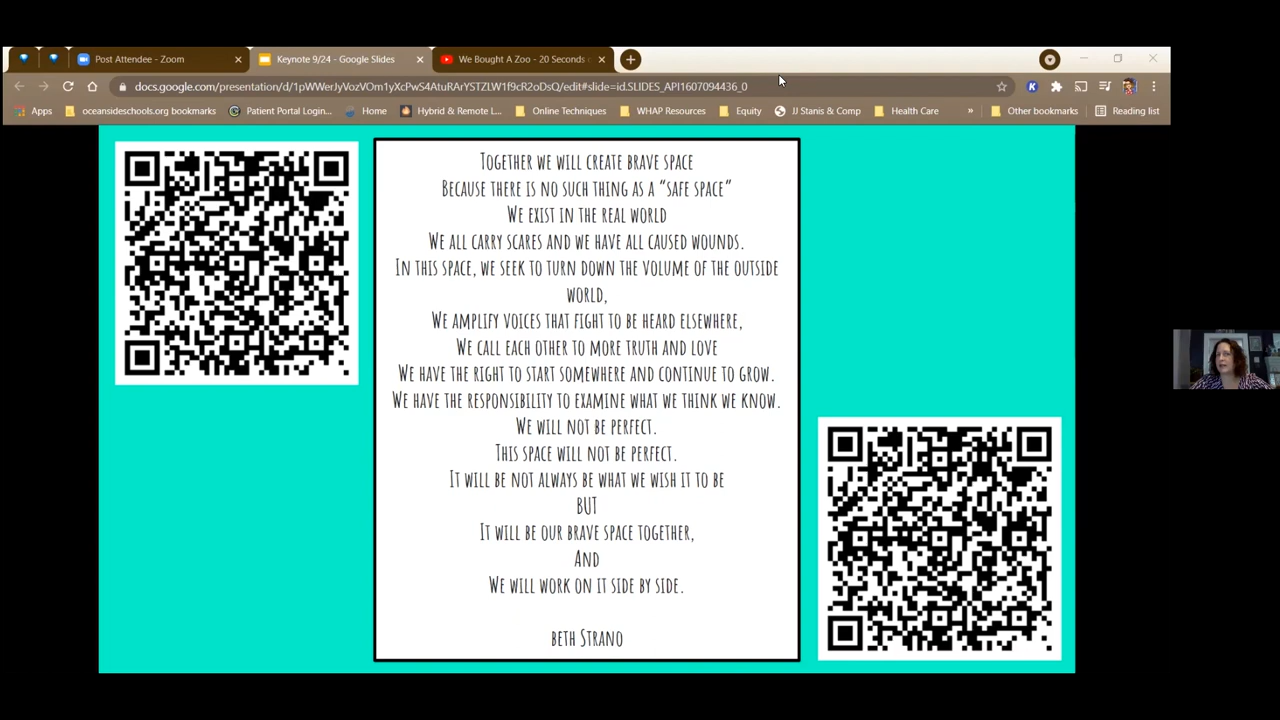 Post Attendee - Zoom
Keynote 9/24 - Google Slides
We Bought A Zoo - 20 Seconds
docs.google.com/presentation/d/1pWWerJyVozVOm1yXcPwS4AtuRArYSTZLW1f9cR2oDsQ/edit#slide=id.SLIDES_API1607094436_0
Apps
oceansideschools.org bookmarks
Patient Portal Login...
Home
Hybrid & Remote L...
Online Techniques
WHAP Resources
Equity
JJ Stanis & Comp
Health Care
»
Other bookmarks
Reading list
Together we will create brave space
Because there is no such thing as a “safe space”
We exist in the real world
We all carry scares and we have all caused wounds.
In this space, we seek to turn down the volume of the outside
world,
We amplify voices that fight to be heard elsewhere,
We call each other to more truth and love
We have the right to start somewhere and continue to grow.
We have the responsibility to examine what we think we know.
We will not be perfect.
This space will not be perfect.
It will be not always be what we wish it to be
BUT
It will be our brave space together,
And
We will work on it side by side.
beth Strano